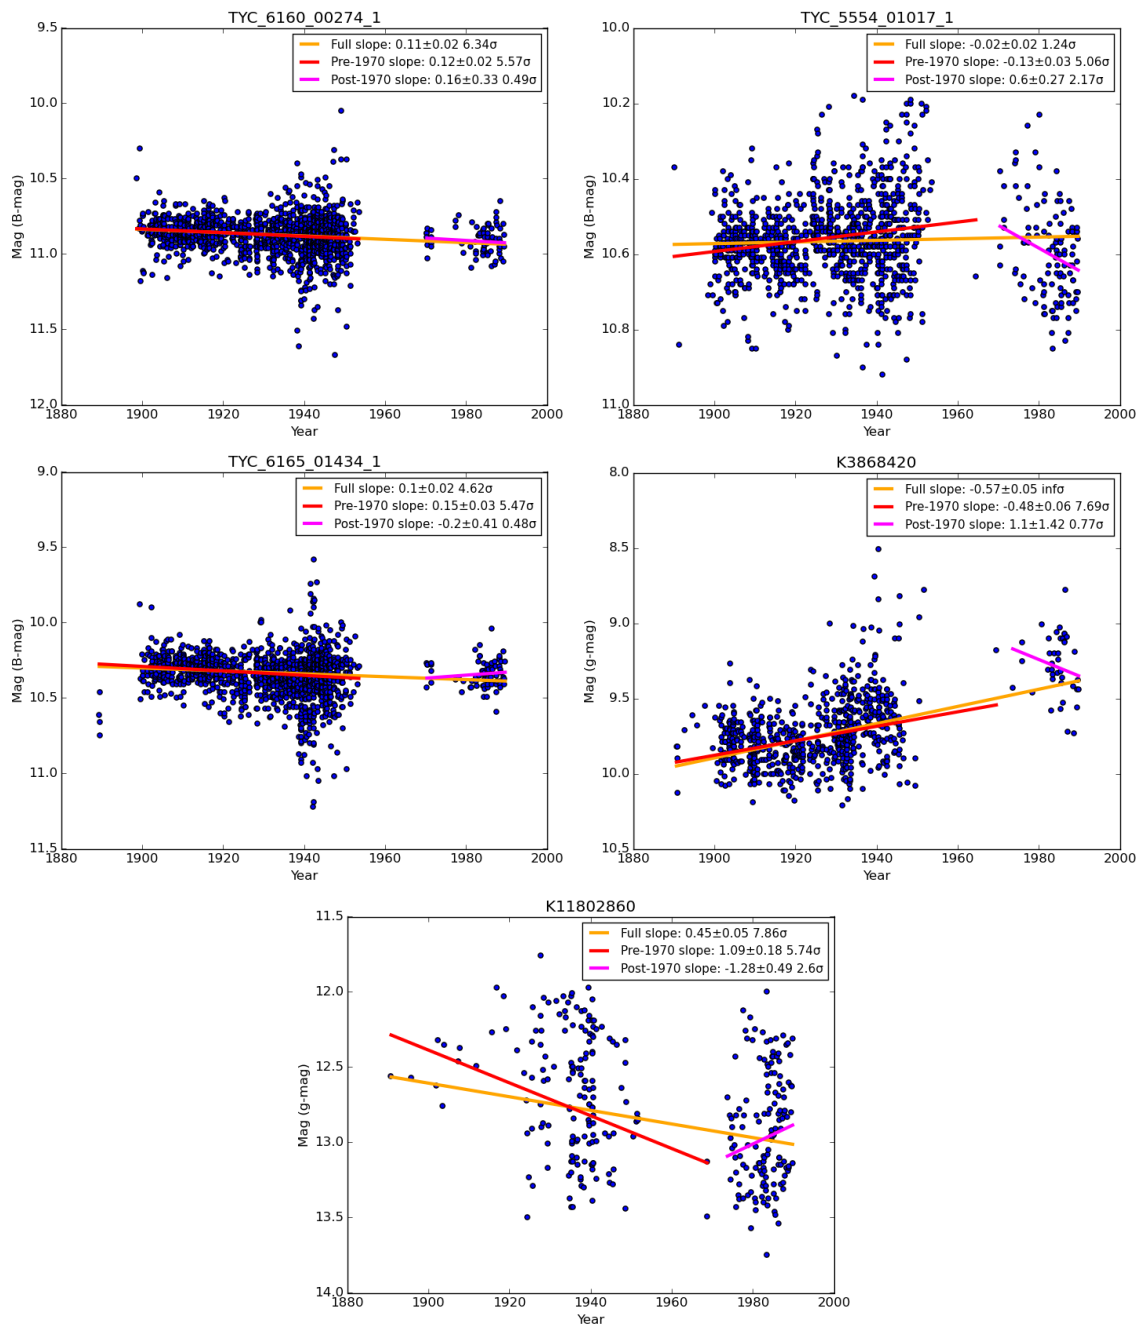 TYC_6160_00274_1
Full slope: 0.11±0.02 6.34σ
Pre-1970 slope: 0.12±0.02 5.57σ
Post-1970 slope: 0.16±0.33 0.49σ
9.5
10.0
10.5
11.0
11.5
12.0
Mag (B-mag)
1880 1900 1920 1940 1960 1980 2000
Year
TYC_5554_01017_1
Full slope: -0.02±0.02 1.24σ
Pre-1970 slope: -0.13±0.03 5.06σ
Post-1970 slope: 0.6±0.27 2.17σ
10.0
10.2
10.4
10.6
10.8
11.0
Mag (B-mag)
1880 1900 1920 1940 1960 1980 2000
Year
TYC_6165_01434_1
Full slope: 0.1±0.02 4.62σ
Pre-1970 slope: 0.15±0.03 5.47σ
Post-1970 slope: -0.2±0.41 0.48σ
9.0
9.5
10.0
10.5
11.0
11.5
Mag (B-mag)
1880 1900 1920 1940 1960 1980 2000
Year
K3868420
Full slope: -0.57±0.05 infσ
Pre-1970 slope: -0.48±0.06 7.69σ
Post-1970 slope: 1.1±1.42 0.77σ
8.0
8.5
9.0
9.5
10.0
10.5
Mag (g-mag)
1880 1900 1920 1940 1960 1980 2000
Year
K11802860
Full slope: 0.45±0.05 7.86σ
Pre-1970 slope: 1.09±0.18 5.74σ
Post-1970 slope: -1.28±0.49 2.6σ
11.5
12.0
12.5
13.0
13.5
14.0
Mag (g-mag)
1880 1900 1920 1940 1960 1980 2000
Year